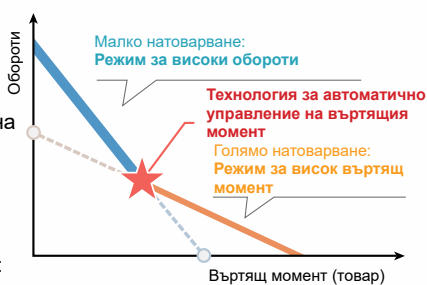 Обороти
Малко натоварване:
Режим за високи обороти
Технология за автоматично
управление на въртящия
момент
Голямо натоварване:
Режим за висок въртящ
момент
на
:
Въртящ момент (товар)